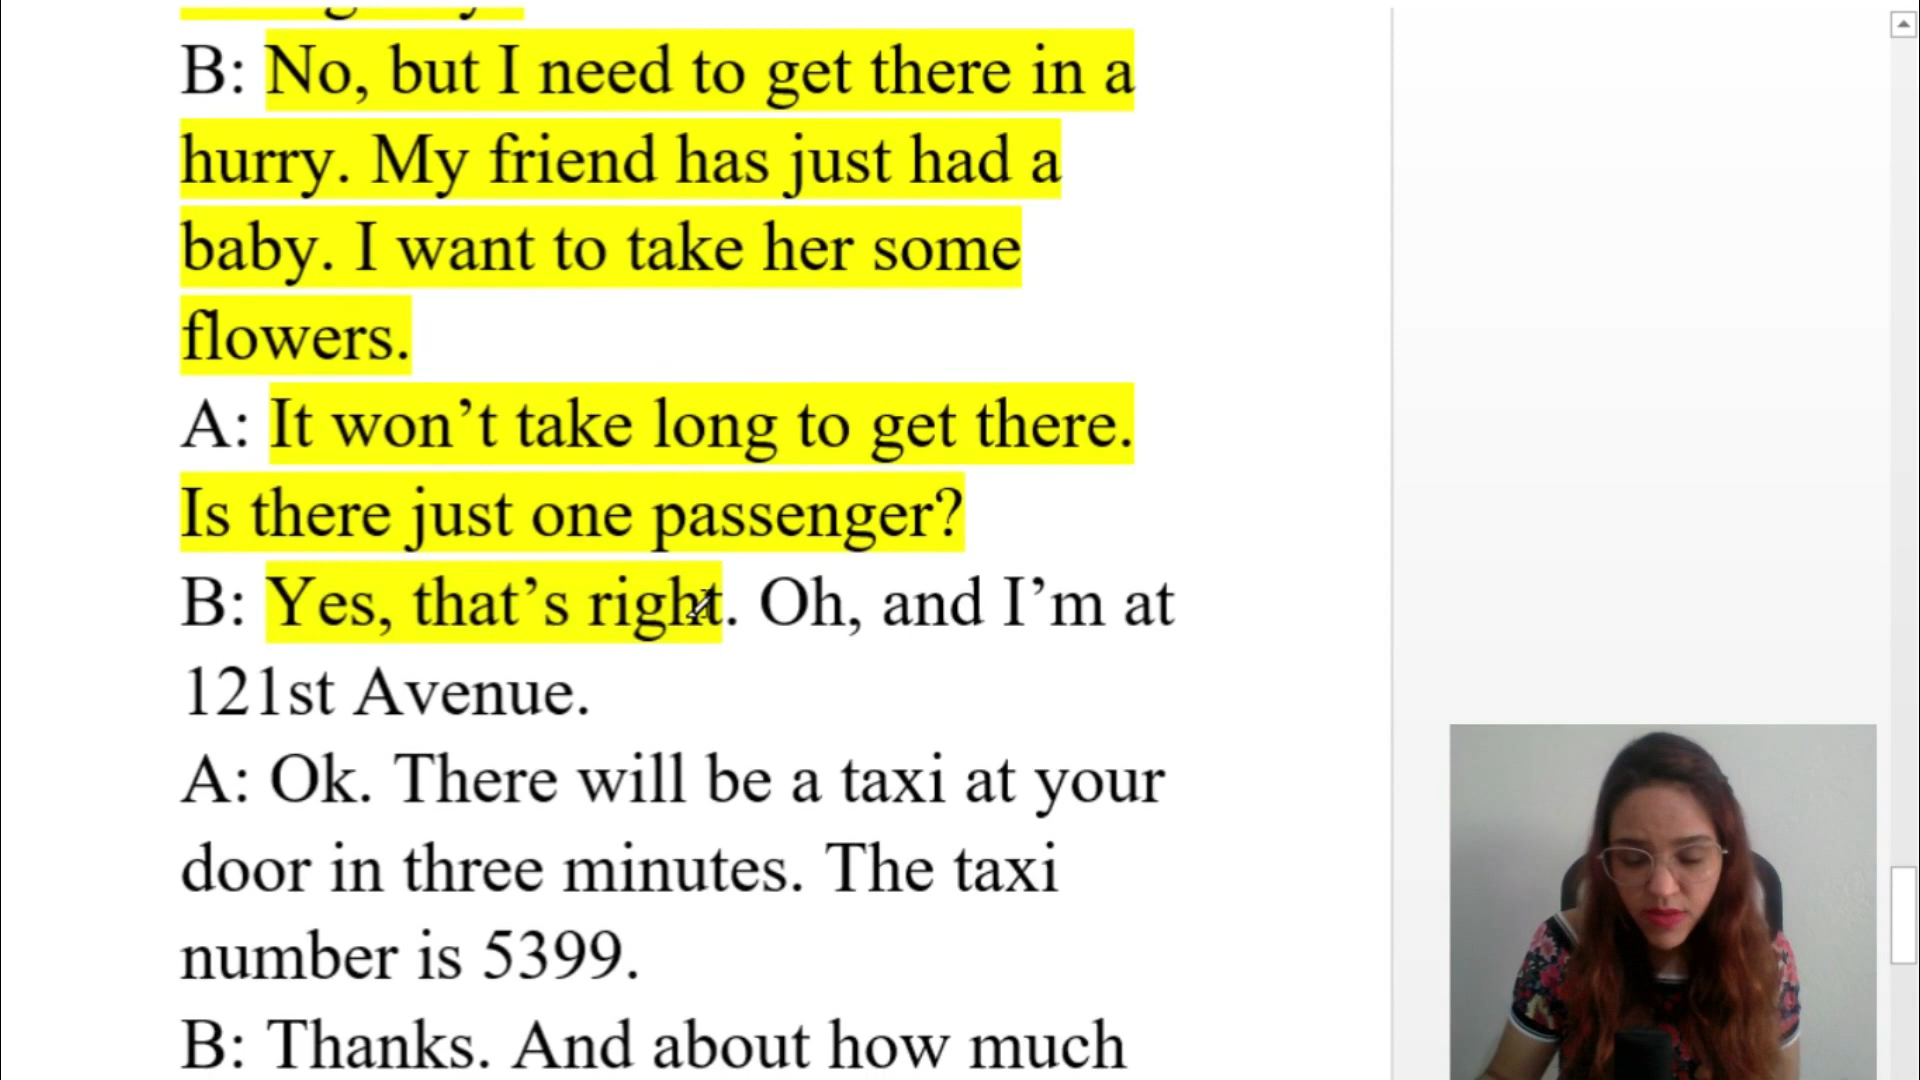 B: No, but I need to get there in a
hurry. My friend has just had a
baby. I want to take her some
flowers.
A: It won’t take long to get there.
Is there just one passenger?
B: Yes, that’s right. Oh, and I’m at
121st Avenue.
A: Ok. There will be a taxi at your
door in three minutes. The taxi
number is 5399.
B: Thanks. And about how much